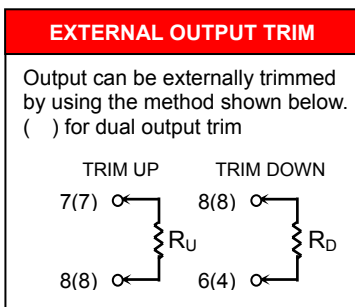 EXTERNAL OUTPUT TRIM
Output can be externally trimmed
by using the method shown below.
( ) for dual output trim
TRIM UP TRIM DOWN
7(7) 8(8)
RU RD
8(8) 6(4)